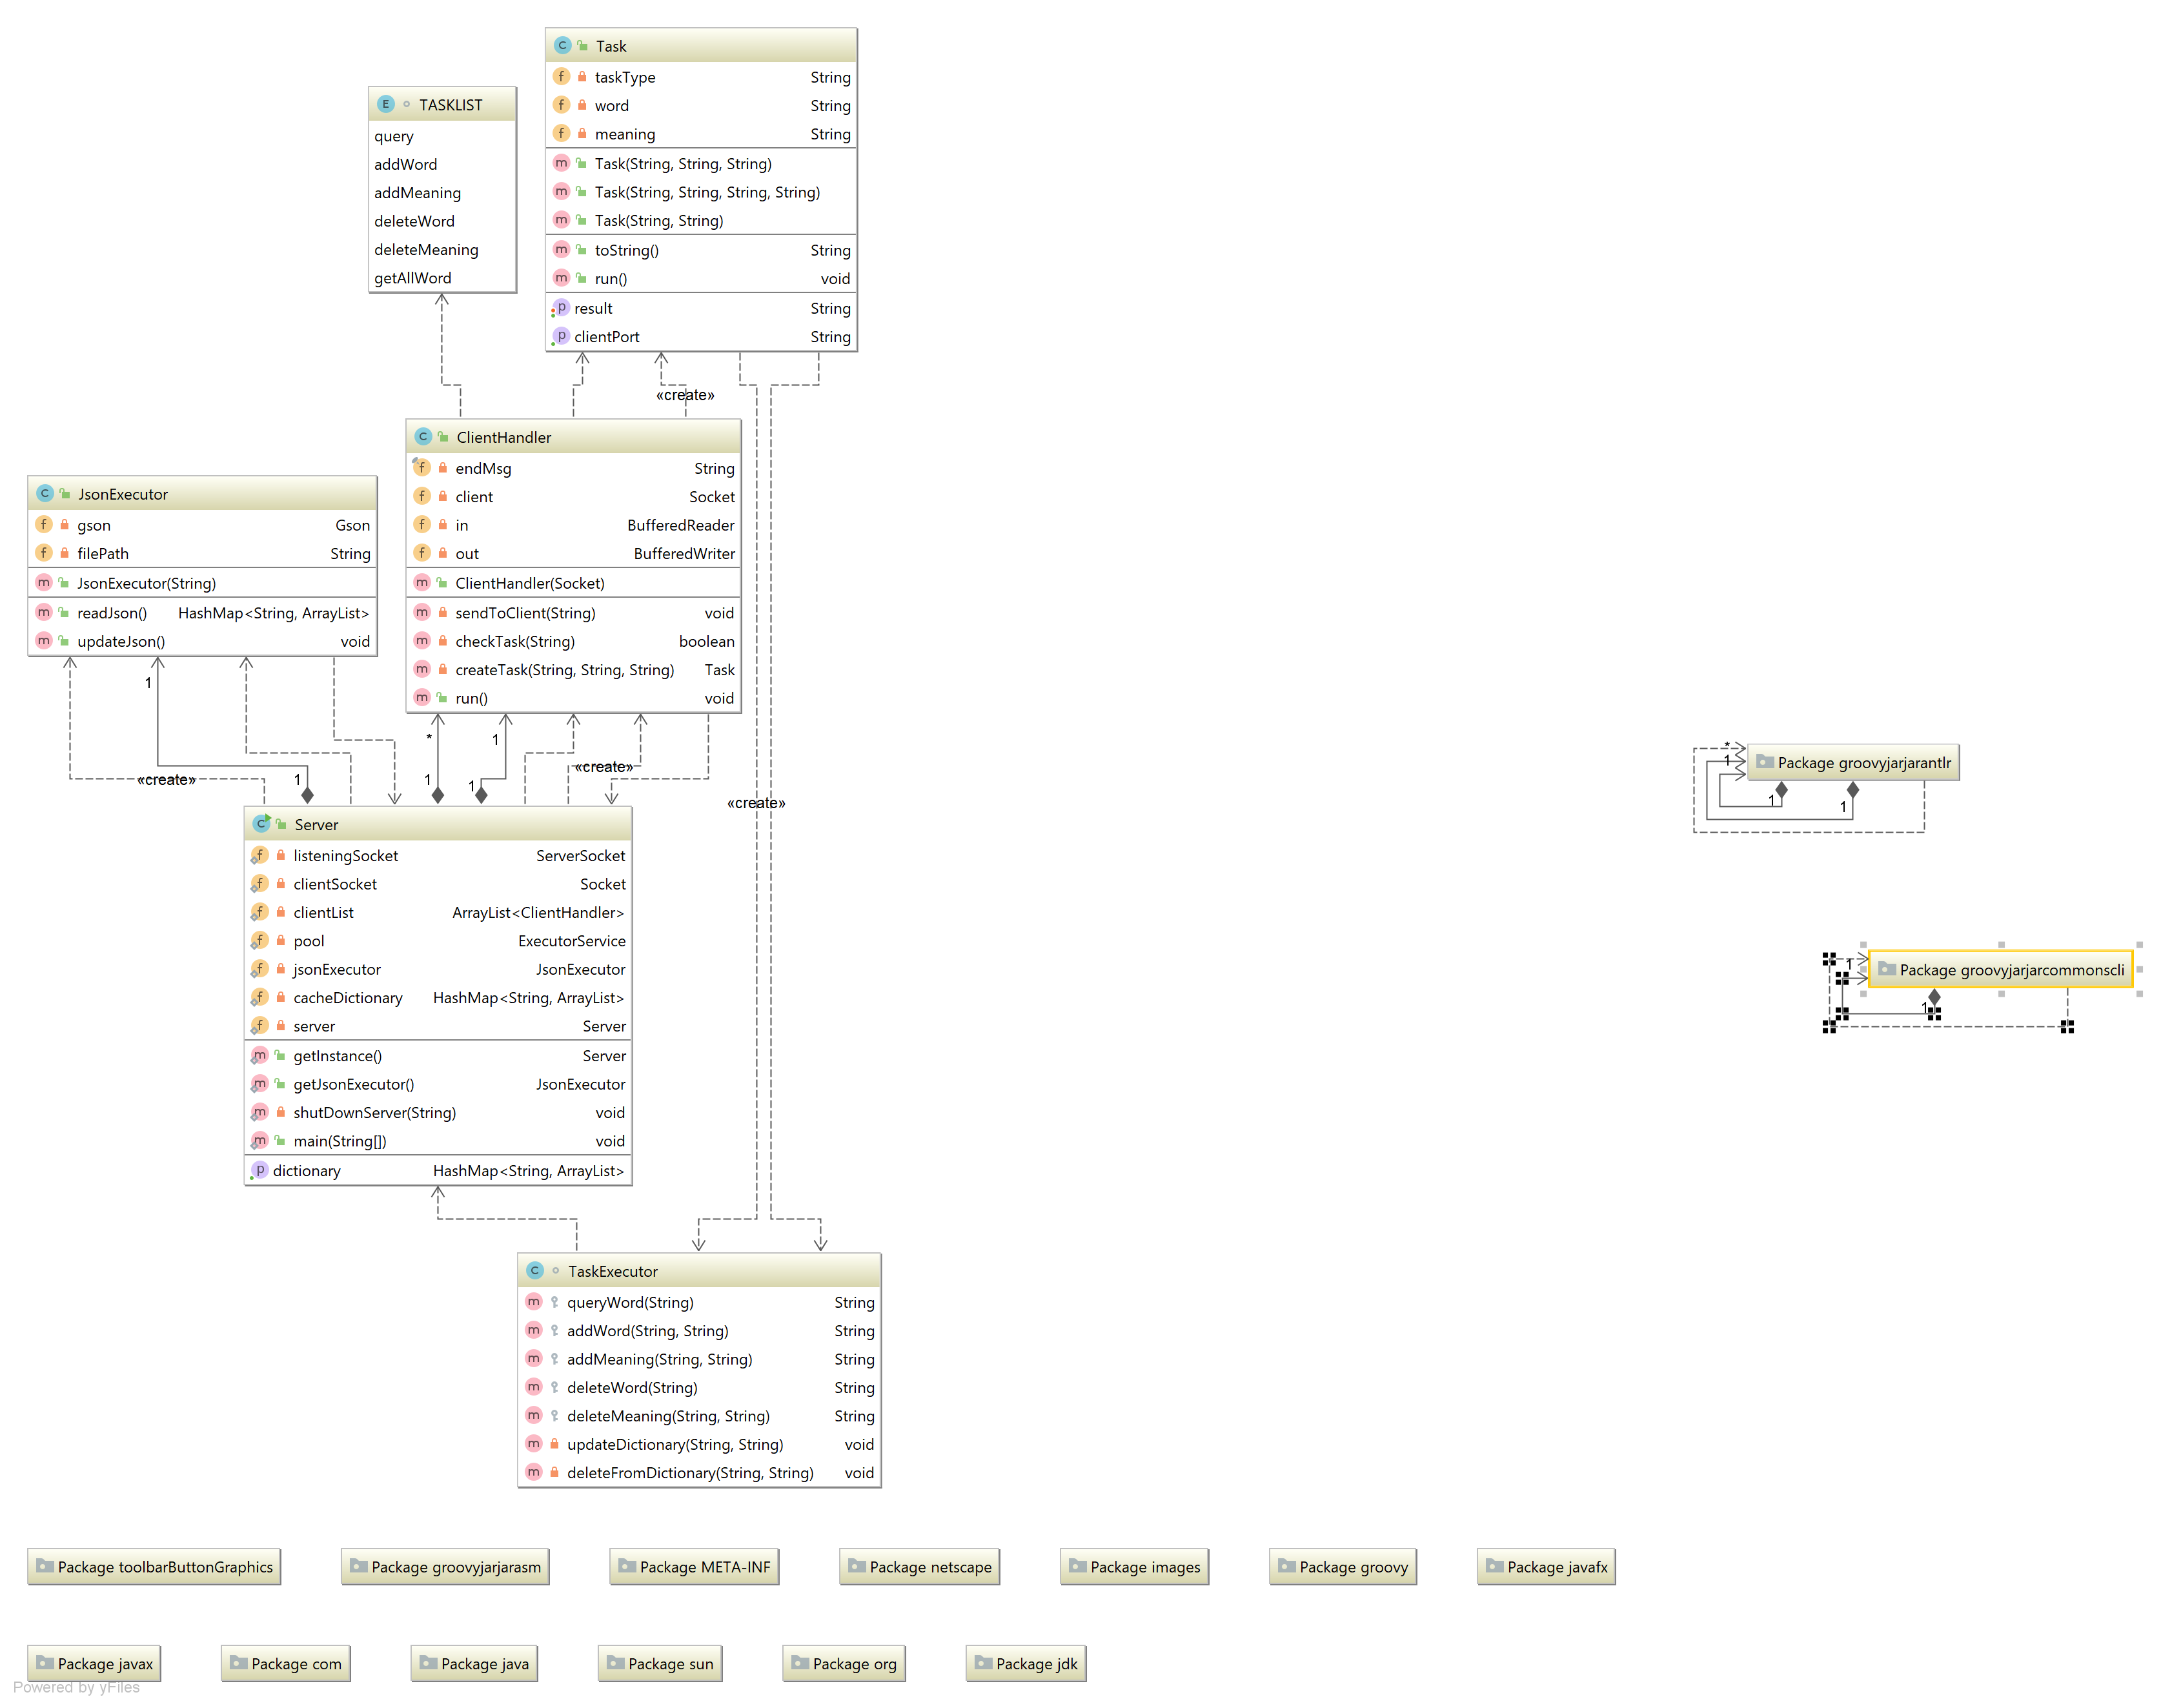 Task
taskType String
word String
meaning String
Task(String, String, String)
Task(String, String, String, String)
Task(String, String)
toString() String
run() void
result String
clientPort String
TASKLIST
query
addWord
addMeaning
deleteWord
deleteMeaning
getAllWord
«create»
ClientHandler
endMsg String
client Socket
in BufferedReader
out BufferedWriter
ClientHandler(Socket)
sendToClient(String) void
checkTask(String) boolean
createTask(String, String, String) Task
run() void
JsonExecutor
gson Gson
filePath String
JsonExecutor(String)
readJson() HashMap<String, ArrayList>
updateJson() void
1
* 1
«create» 1 1 1 «create»
«create»
Server
listeningSocket ServerSocket
clientSocket Socket
clientList ArrayList<ClientHandler>
pool ExecutorService
jsonExecutor JsonExecutor
cacheDictionary HashMap<String, ArrayList>
server Server
getInstance() Server
getJsonExecutor() JsonExecutor
shutDownServer(String) void
main(String[]) void
dictionary HashMap<String, ArrayList>
*
1
Package groovyjarjarantlr
1 1
1
Package groovyjarjarcommonscli
1
TaskExecutor
queryWord(String) String
addWord(String, String) String
addMeaning(String, String) String
deleteWord(String) String
deleteMeaning(String, String) String
updateDictionary(String, String) void
deleteFromDictionary(String, String) void
Package toolbarButtonGraphics Package groovyjarjarasm Package META-INF Package netscape Package images Package groovy Package javafx
Package javax Package com Package java Package sun Package org Package jdk
Powered by yFiles